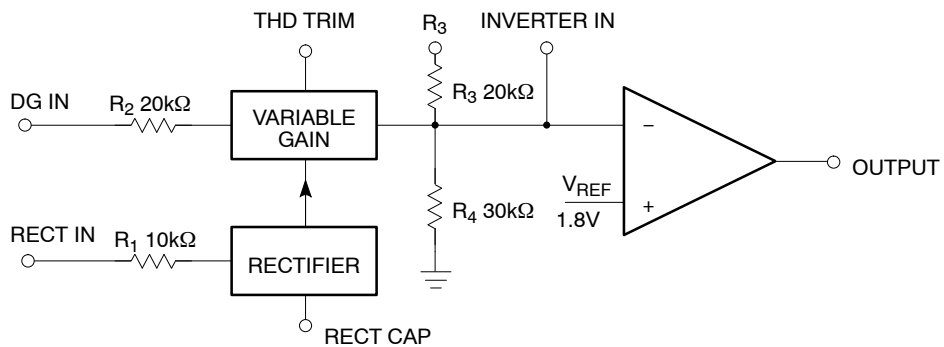 THD TRIM
R3
INVERTER IN
DG IN
R2 20kΩ
VARIABLE
GAIN
R3 20kΩ
−
VREF
1.8V
+
OUTPUT
R4 30kΩ
RECT IN
R1 10kΩ
RECTIFIER
RECT CAP